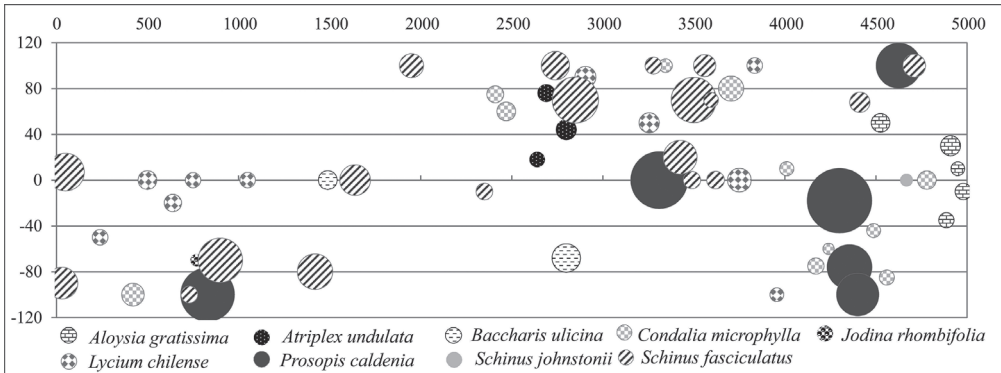 0 500 1000 1500 2000 2500 3000 3500 4000 4500 5000
120
80
40
0
-40
-80
-120
Aloysia gratissima Atriplex undulata Baccharis ulicina Condalia microphylla Jodina rhombifolia
Lycium chilense Prosopis caldenia Schinus johnstonii Schinus fasciculatus